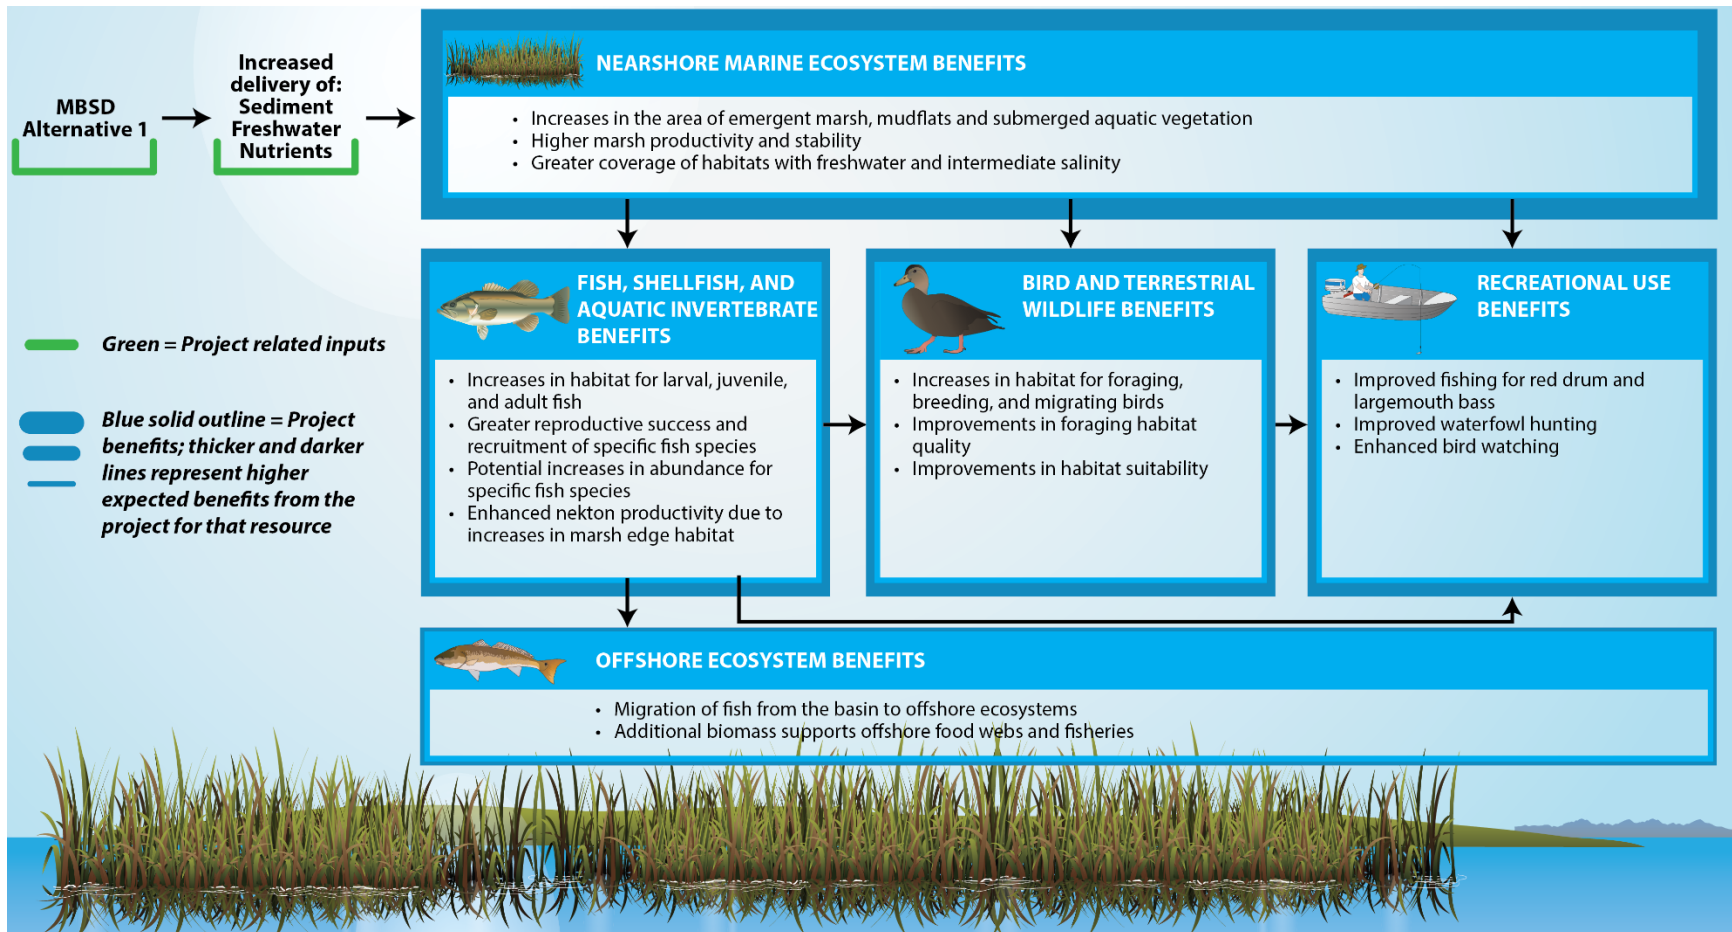 MBSD
Alternative 1
Increased
delivery of:
Sediment
Freshwater
Nutrients
NEARSHORE MARINE ECOSYSTEM BENEFITS
• Increases in the area of emergent marsh, mudflats and submerged aquatic vegetation
• Higher marsh productivity and stability
• Greater coverage of habitats with freshwater and intermediate salinity
Green = Project related inputs
Blue solid outline = Project
benefits; thicker and darker
lines represent higher
expected benefits from the
project for that resource
FISH, SHELLFISH, AND
AQUATIC INVERTEBRATE
BENEFITS
• Increases in habitat for larval, juvenile,
and adult fish
• Greater reproductive success and
recruitment of specific fish species
• Potential increases in abundance for
specific fish species
• Enhanced nekton productivity due to
increases in marsh edge habitat
BIRD AND TERRESTRIAL
WILDLIFE BENEFITS
• Increases in habitat for foraging,
breeding, and migrating birds
• Improvements in foraging habitat
quality
• Improvements in habitat suitability
RECREATIONAL USE
BENEFITS
• Improved fishing for red drum and
largemouth bass
• Improved waterfowl hunting
• Enhanced bird watching
OFFSHORE ECOSYSTEM BENEFITS
• Migration of fish from the basin to offshore ecosystems
• Additional biomass supports offshore food webs and fisheries